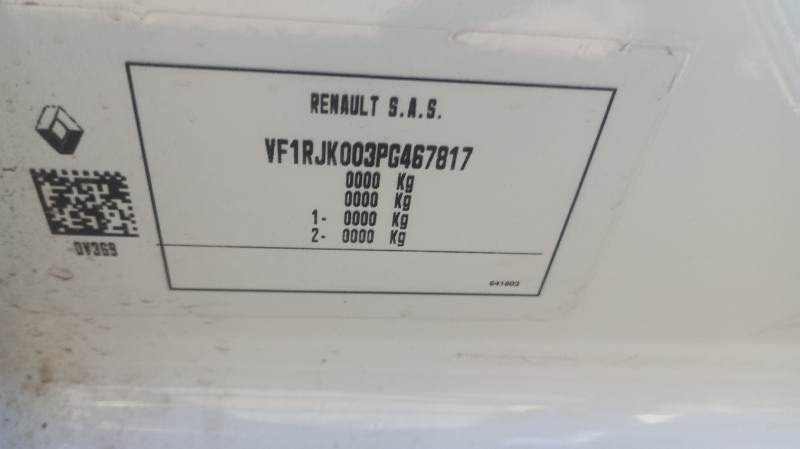 RENAULT S.A.S.
VF1RJK003PG467817
0000 Kg
0000 Kg
1- 0000 Kg
2- 0000 Kg
0V369
641803